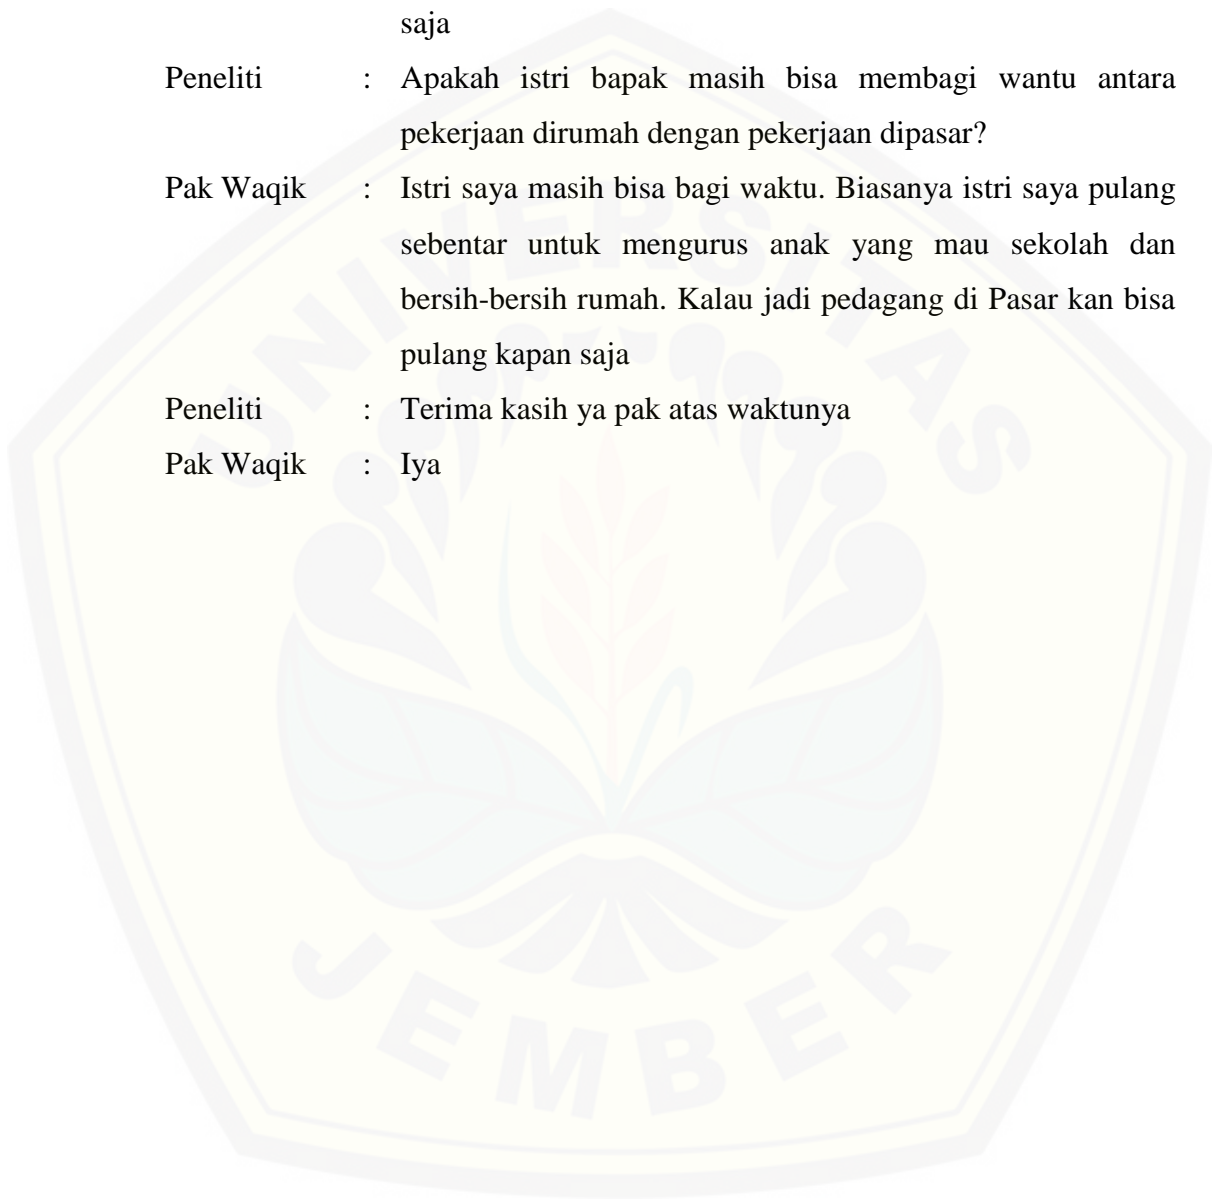 saja
Peneliti : Apakah istri bapak masih bisa membagi wantu antara
pekerjaan dirumah dengan pekerjaan dipasar?
Pak Waqik : Istri saya masih bisa bagi waktu. Biasanya istri saya pulang
sebentar untuk mengurus anak yang mau sekolah dan
bersih-bersih rumah. Kalau jadi pedagang di Pasar kan bisa
pulang kapan saja
Peneliti : Terima kasih ya pak atas waktunya
Pak Waqik : Iya
UNIVERSITAS
JEMBER